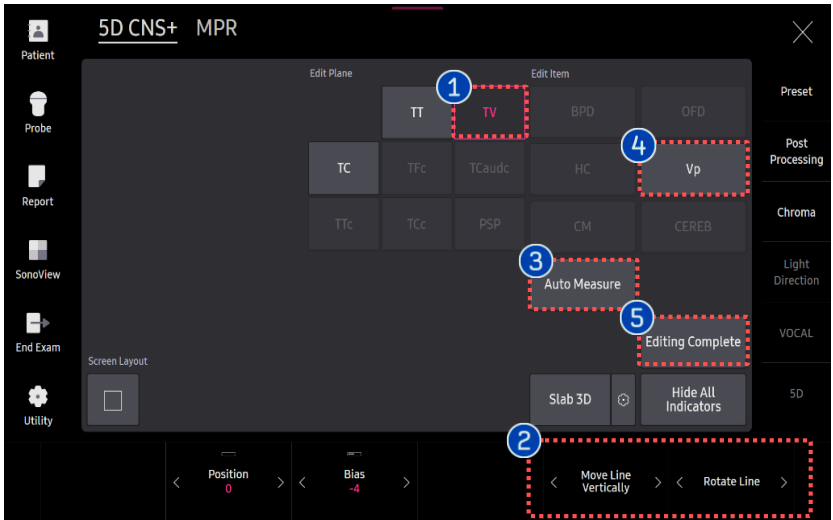 5D CNS+ MPR
Patient
Probe
Report
SonoView
End Exam
Utility
Edit Plane
Edit Item
1
TT TV BPD OFD
4
TC TFc TCaudc HC Vp
TTc TCc PSP CM CEREB
3
Auto Measure
5
Editing Complete
Screen Layout
Slab 3D
Hide All
Indicators
Preset
Post
Processing
Chroma
Light
Direction
VOCAL
5D
2
< Position >
0
< Bias >
-4
< Move Line
Vertically >
< Rotate Line >